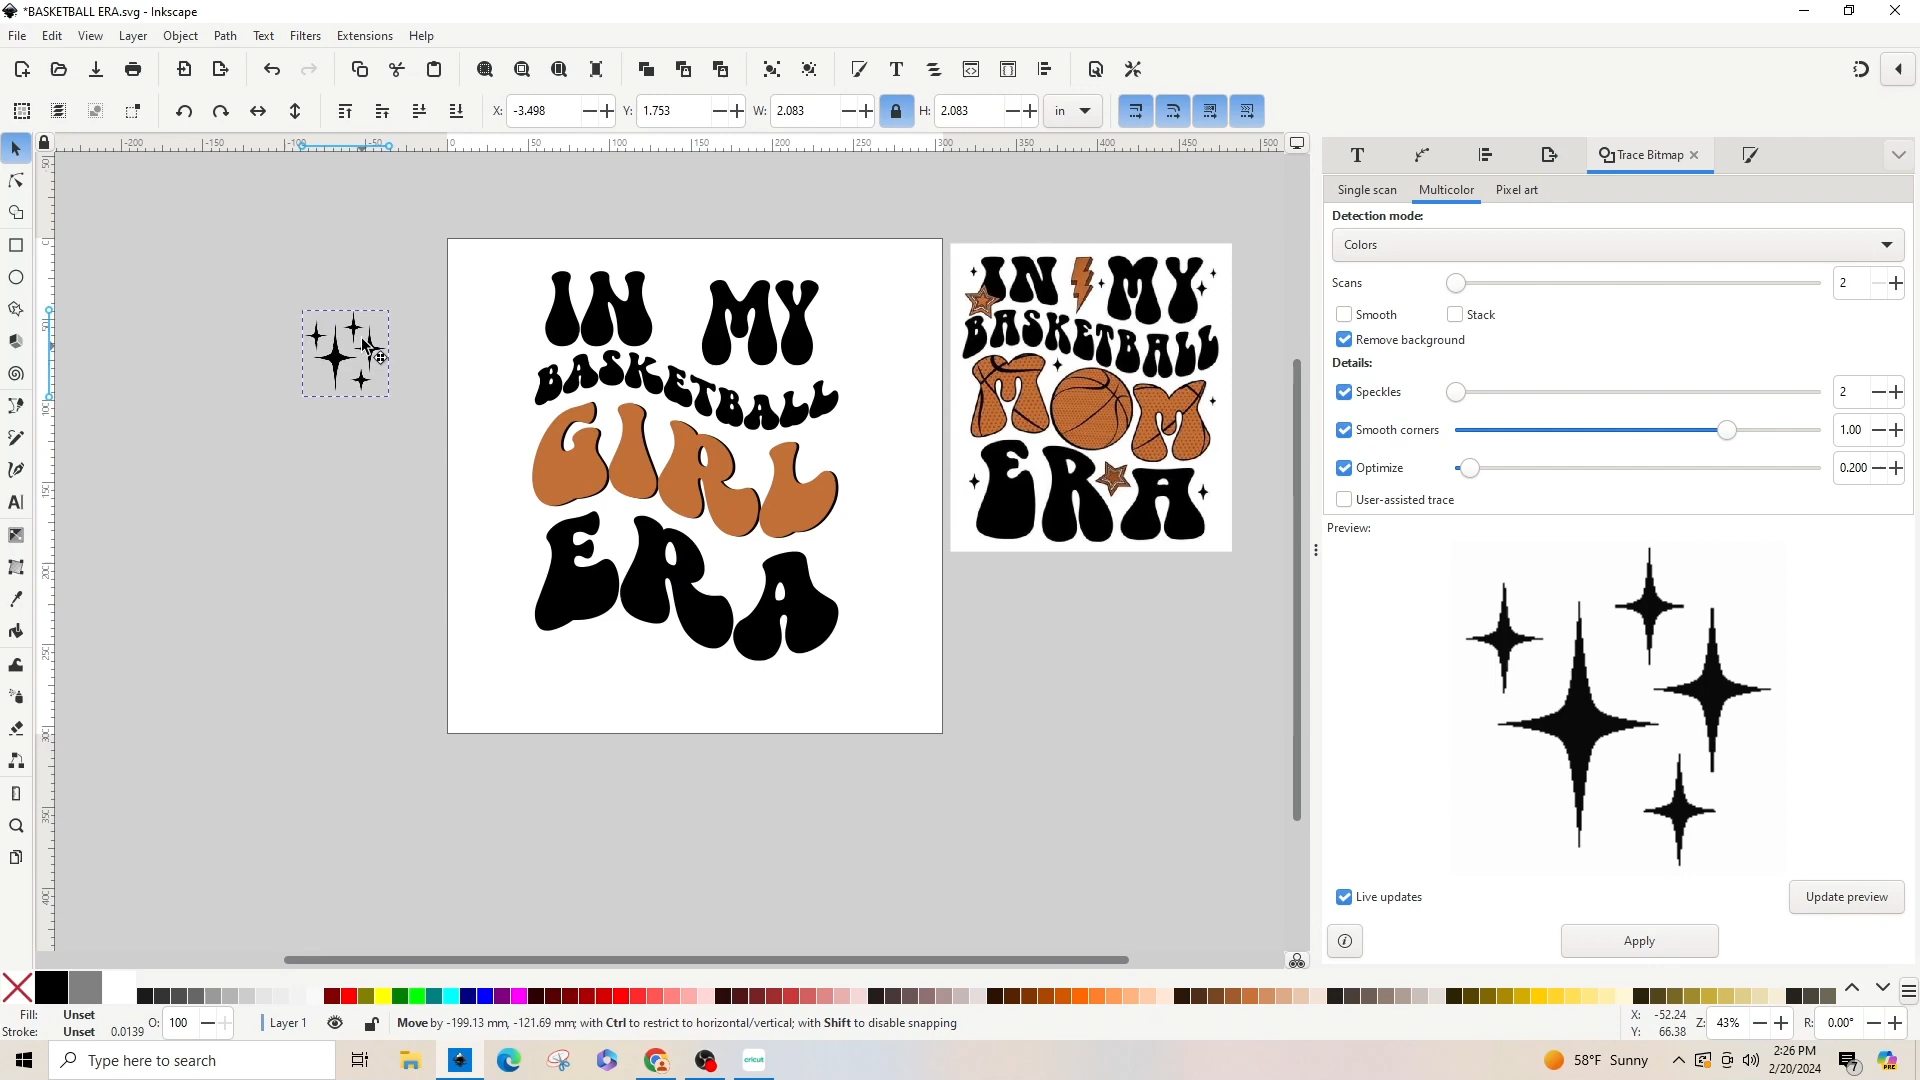 *BASKETBALL ERA.svg - Inkscape
File Edit View Layer Object Path Text Filters Extensions Help
X: -3.498 Y: 1.753 W: 2.083 H: 2.083 in
Trace Bitmap
Single scan Multicolor Pixel art
Detection mode:
Colors
Scans 2
Smooth Stack
Remove background
Details:
Speckles 2
Smooth corners 1.00
Optimize 0.200
User-assisted trace
Preview:
Live updates Update preview
Apply
IN MY
BASKETBALL
GIRL
ERA
IN MY
BASKETBALL
MOM
ERA
Fill: Unset
Stroke: Unset 0.0139 O: 100 Layer 1 Move by -199.13 mm, -121.69 mm; with Ctrl to restrict to horizontal/vertical; with Shift to disable snapping
X: -52.24
Y: 66.38 Z: 43% R: 0.00°
Type here to search
cricut
58°F Sunny
2:26 PM
2/20/2024
7
PRE